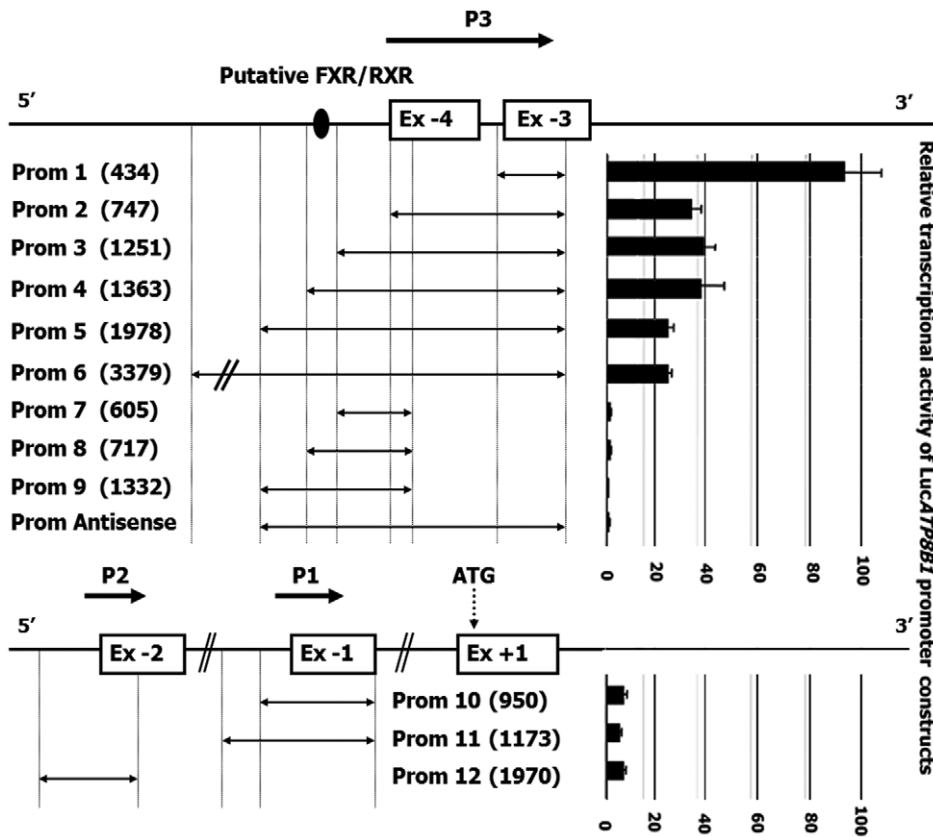 P3
Putative FXR/RXR
5′ 3′
Ex -4 Ex -3
Prom 1 (434)
Prom 2 (747)
Prom 3 (1251)
Prom 4 (1363)
Prom 5 (1978)
Prom 6 (3379)
Prom 7 (605)
Prom 8 (717)
Prom 9 (1332)
Prom Antisense
0 20 40 60 80 100
Relative transcriptional activity of LucATP8B1 promoter constructs
P2 P1 ATG
5′ 3′
Ex -2 Ex -1 Ex +1
Prom 10 (950)
Prom 11 (1173)
Prom 12 (1970)
0 20 40 60 80 100